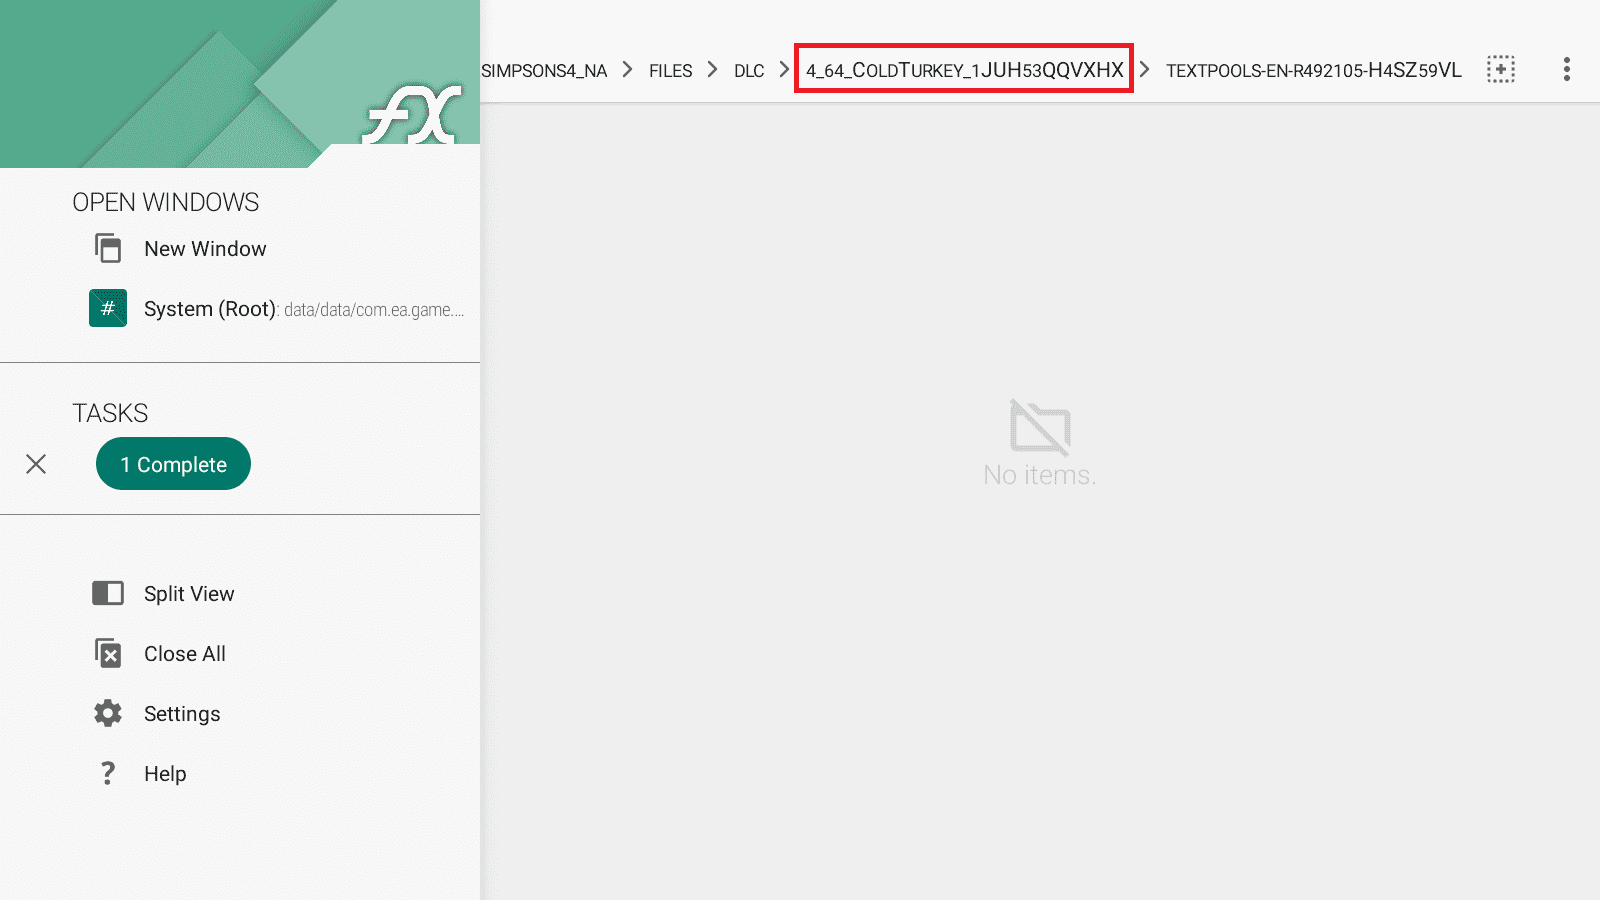 fX
SIMPSONS4_NA > FILES > DLC > 4_64_COLDTURKEY_1JUH53QQVXHX > TEXTPOOLS-EN-R492105-H4SZ59VL
OPEN WINDOWS
New Window
# System (Root): data/data/com.ea.game....
TASKS
1 Complete
Split View
Close All
Settings
? Help
No items.